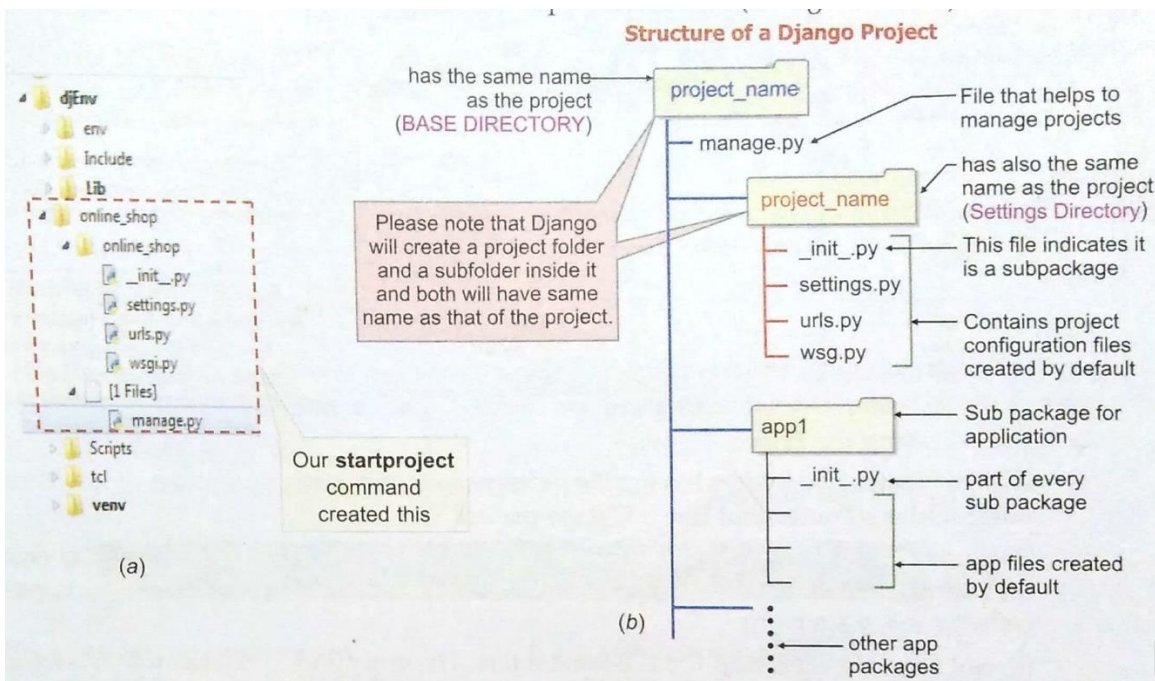 Structure of a Django Project
djEnv
env
Include
Lib
online_shop
online_shop
__init_.py
settings.py
urls.py
wsgi.py
[1 Files]
manage.py
Scripts
tcl
venv
Our startproject
command
created this
(a)
has the same name
as the project
(BASE DIRECTORY)
project_name
manage.py
File that helps to
manage projects
project_name
has also the same
name as the project
(Settings Directory)
Please note that Django
will create a project folder
and a subfolder inside it
and both will have same
name as that of the project.
_init_.py
This file indicates it
is a subpackage
settings.py
urls.py
wsg.py
Contains project
configuration files
created by default
app1
Sub package for
application
_init_.py
part of every
sub package
app files created
by default
(b)
other app
packages